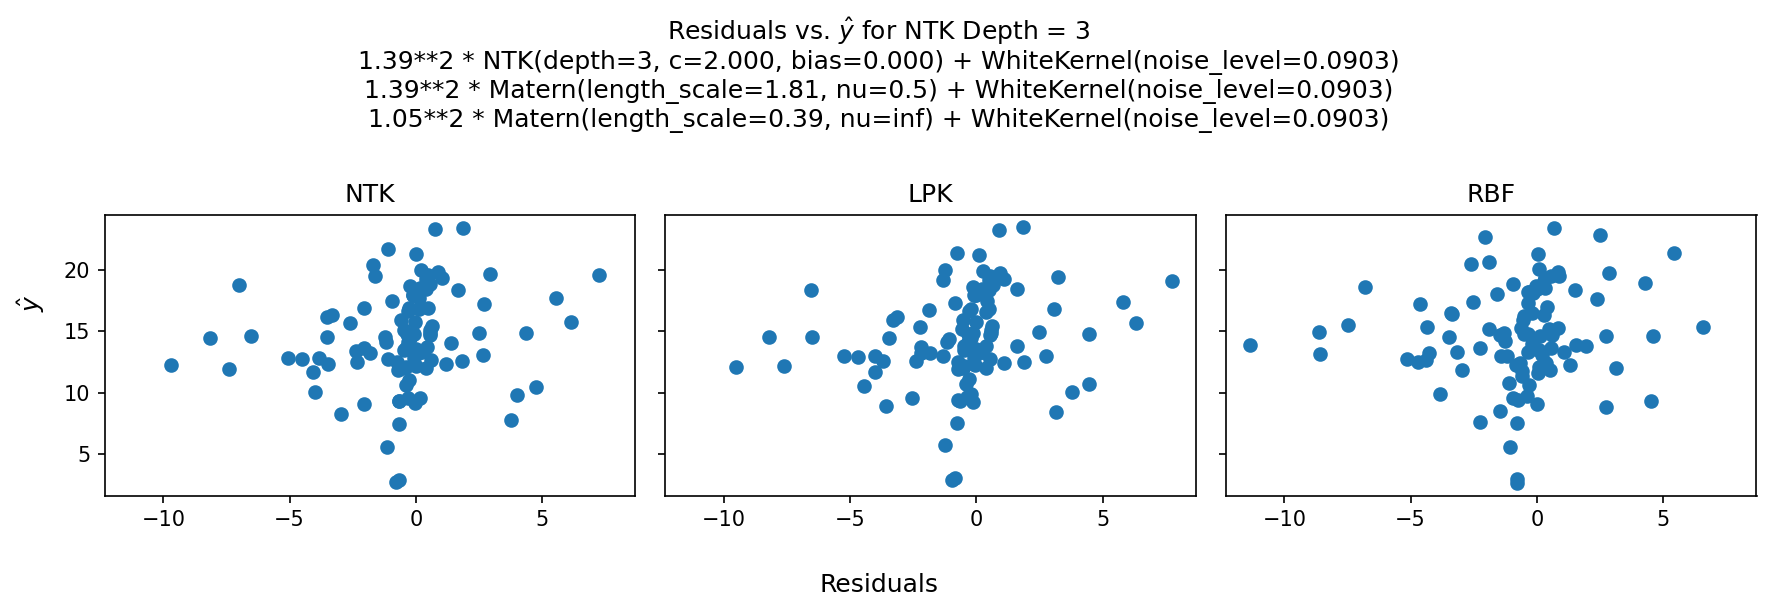 Residuals vs. ŷ for NTK Depth = 3
1.39**2 * NTK(depth=3, c=2.000, bias=0.000) + WhiteKernel(noise_level=0.0903)
1.39**2 * Matern(length_scale=1.81, nu=0.5) + WhiteKernel(noise_level=0.0903)
1.05**2 * Matern(length_scale=0.39, nu=inf) + WhiteKernel(noise_level=0.0903)
NTK LPK RBF
20
15
10
5
ŷ
−10 −5 0 5 −10 −5 0 5 −10 −5 0 5
Residuals